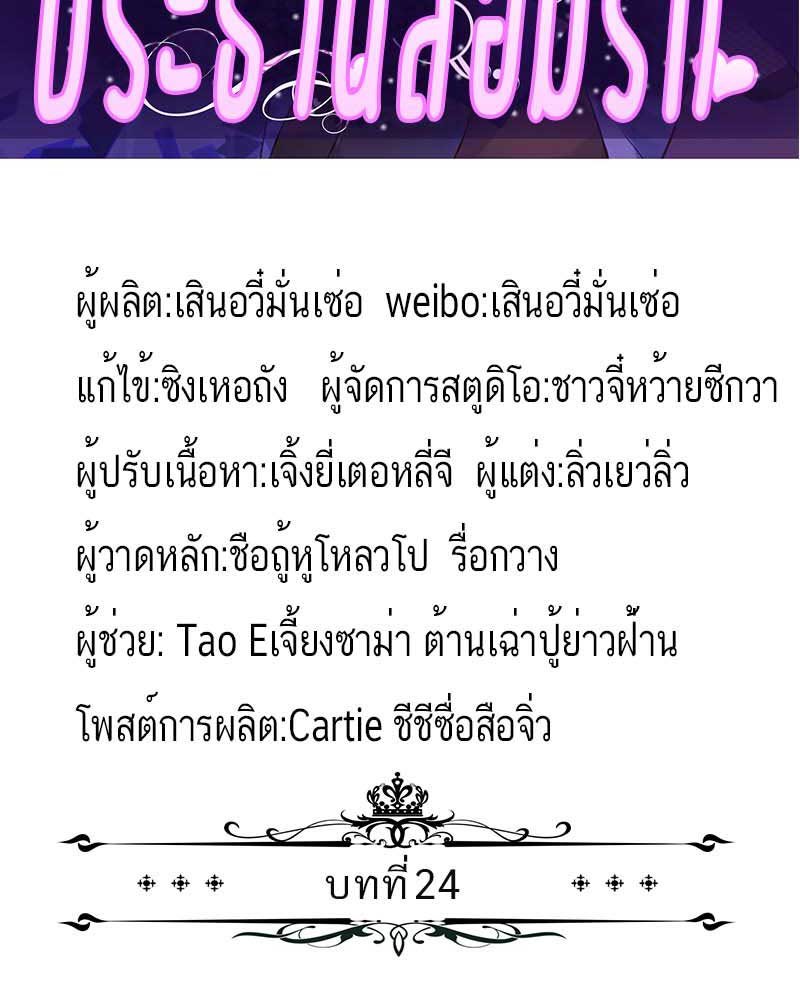 ผู้ผลิต:เสินอวี๋มั่นเซ่อ weibo:เสินอวี๋มั่นเซ่อ
แก้ไข้:ซิงเหอถัง ผู้จัดการสตูดิโอ:ชาวจี๋หว้ายซีกวา
ผู้ปรับเนื้อหา:เจิ้งยี่เตอหลี่จี ผู้แต่ง:ลิ่วเยว่ลิ่ว
ผู้วาดหลัก:ชือถู้หูโหลวโป รื่อกวาง
ผู้ช่วย: Tao Eเจี้ยงซาม่า ต้านเฉ่าปู้ย่าวฝ้าน
โพสต์การผลิต:Cartie ชีชีซื่อสือจิ่ว
บทที่24